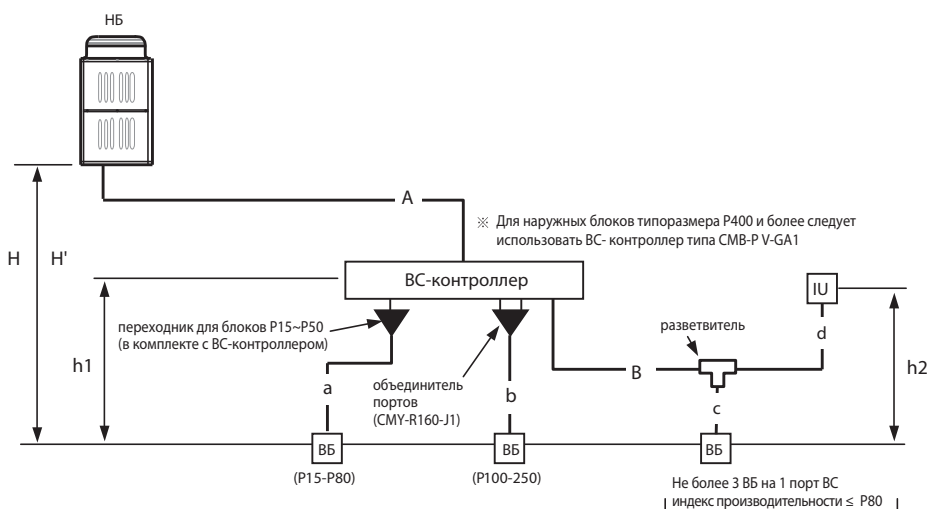 НБ
A
※ Для наружных блоков типоразмера P400 и более следует
использовать BC- контроллер типа CMB-P V-GA1
H
H'
BC-контроллер
IU
переходник для блоков P15~P50
(в комплекте с BC-контроллером)
разветвитель
d
h1
h2
объединитель
портов
(CMY-R160-J1)
a
b
B
c
ВБ
ВБ
ВБ
(P15-P80)
(P100-250)
Не более 3 ВБ на 1 порт BC
индекс производительности ≤ P80